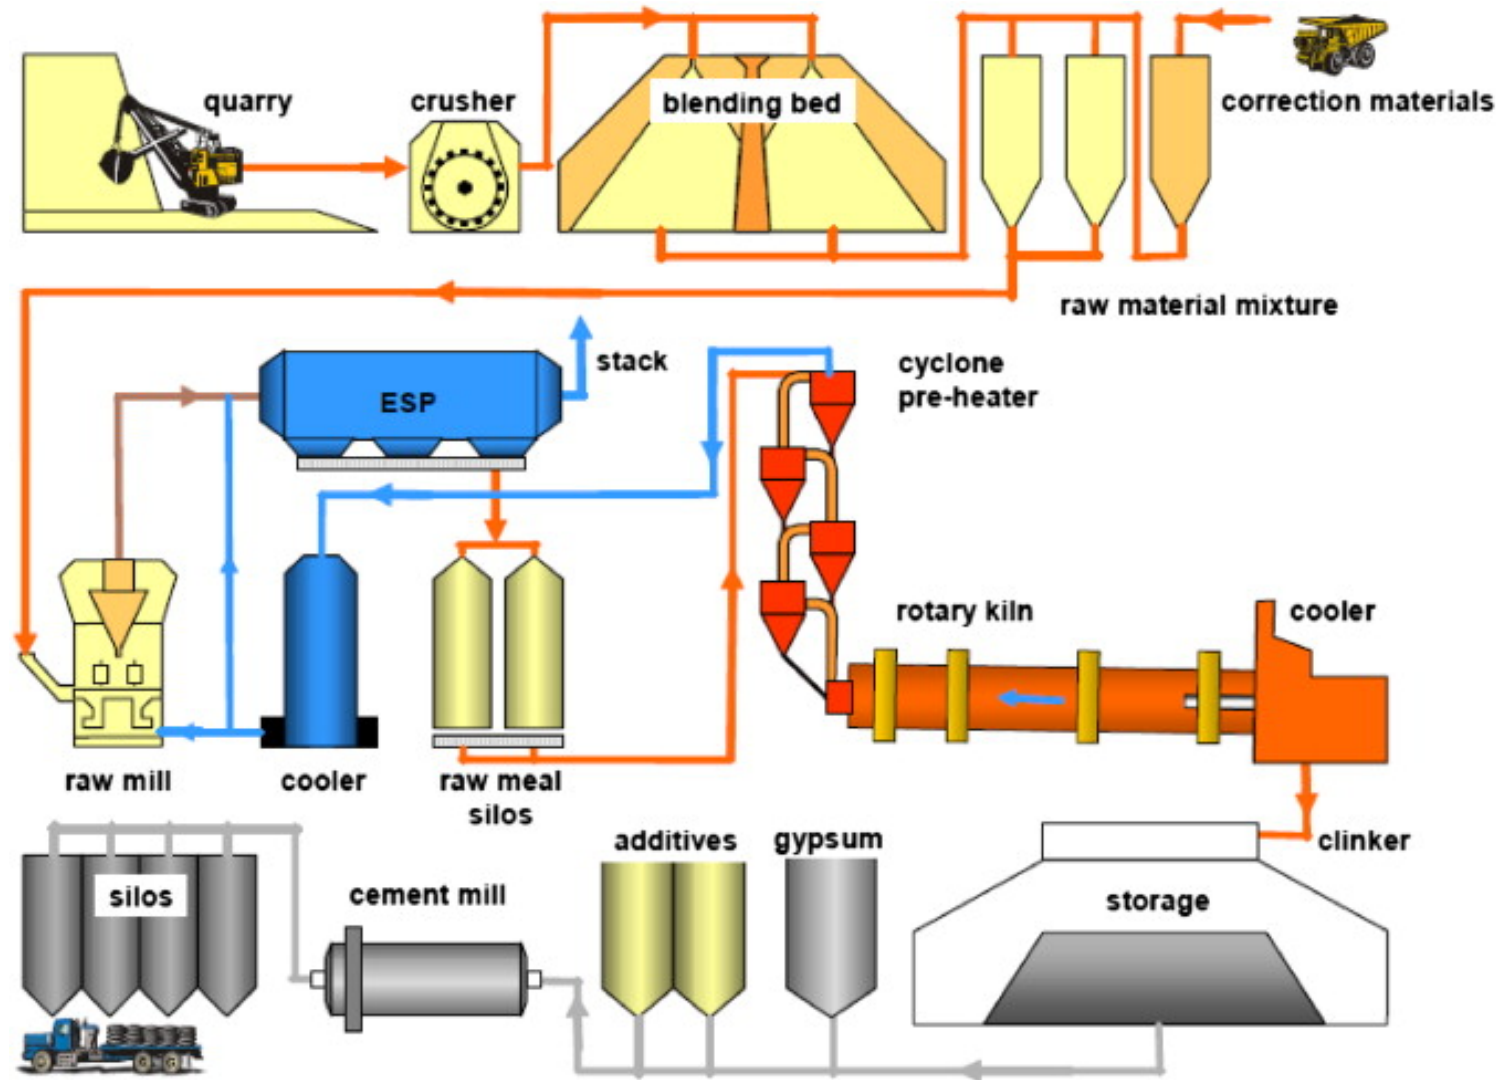 quarry
crusher
blending bed
correction materials
raw material mixture
stack
cyclone
pre-heater
ESP
rotary kiln
cooler
raw mill
cooler
raw meal
silos
additives
gypsum
clinker
silos
cement mill
storage